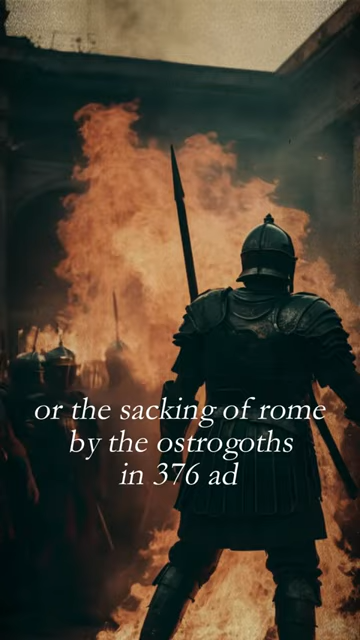 or the sacking of rome
by the ostrogoths
in 376 ad